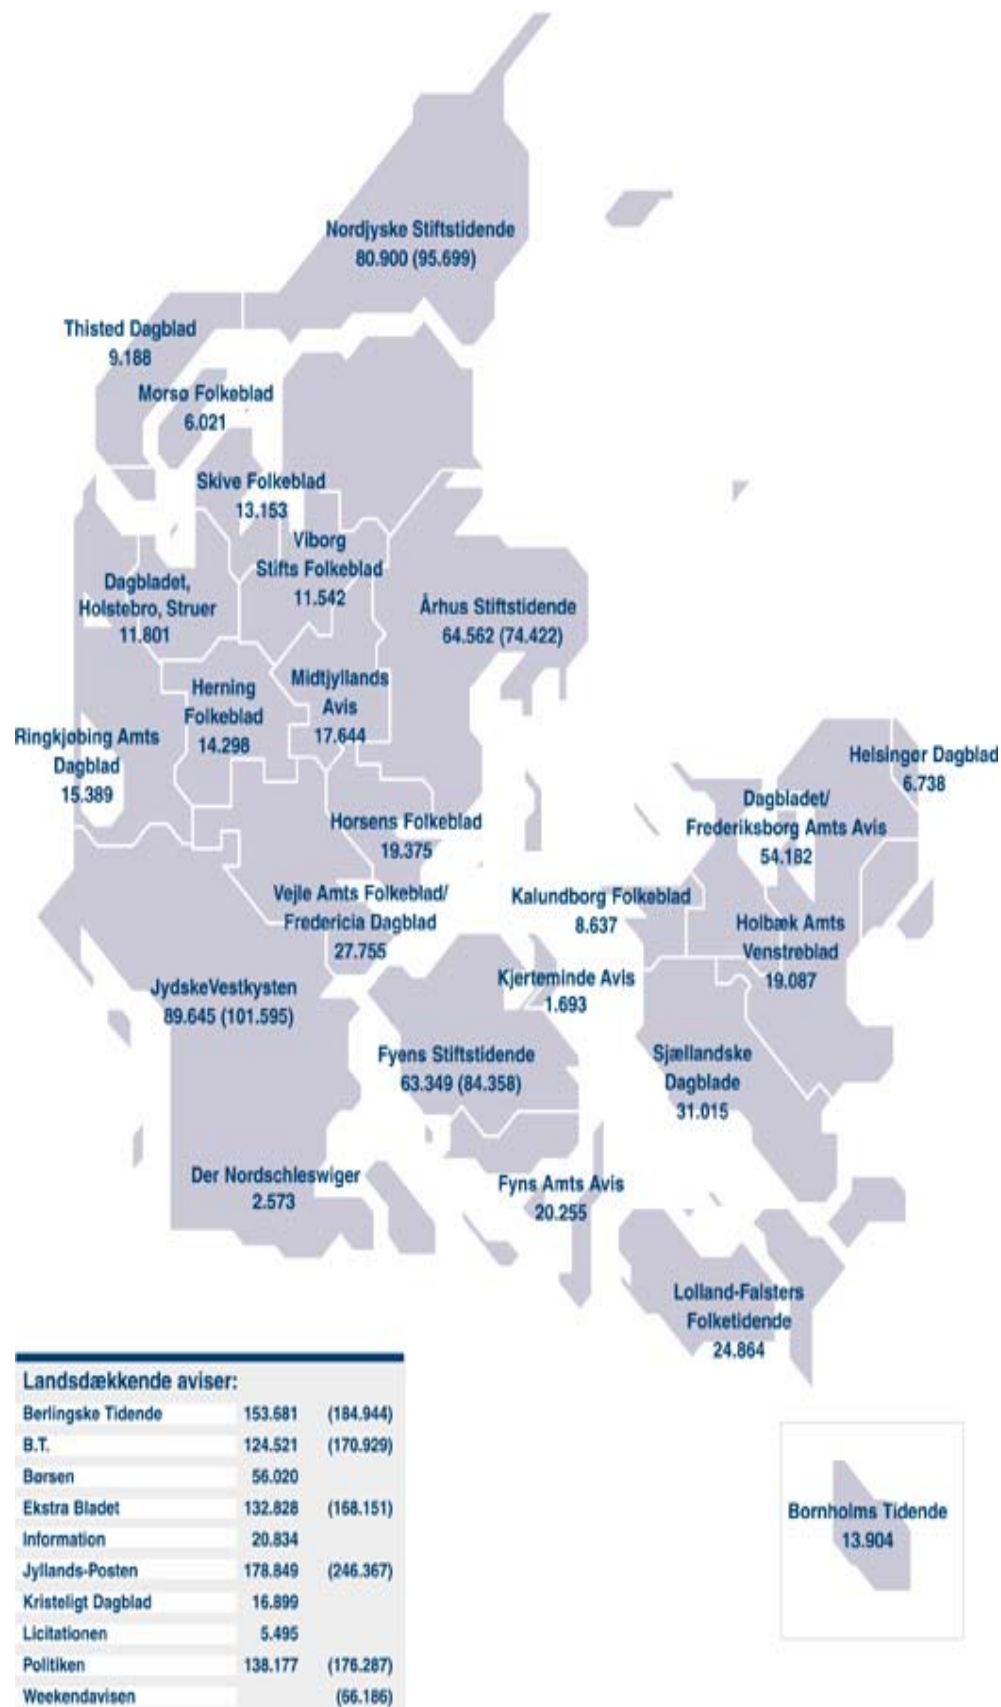 Nordjyske Stiftstidende
80.900 (95.699)
Thisted Dagblad
9.188
Morsø Folkeblad
6.021
Skive Folkeblad
13.153
Viborg
Stifts Folkeblad
11.542
Dagbladet,
Holstebro, Struer
11.801
Århus Stiftstidende
64.562 (74.422)
Herning
Folkeblad
14.298
Midtjyllands
Avis
17.644
Ringkjøbing Amts
Dagblad
15.389
Helsingør Dagblad
6.738
Dagbladet/
Frederiksborg Amts Avis
54.182
Horsens Folkeblad
19.375
Vejle Amts Folkeblad/
Fredericia Dagblad
27.755
Kalundborg Folkeblad
8.637
Holbæk Amts
Venstreblad
19.087
Kjerteminde Avis
1.693
JydskeVestkysten
89.645 (101.595)
Fyens Stiftstidende
63.349 (84.358)
Sjællandske
Dagblade
31.015
Der Nordschleswiger
2.573
Fyns Amts Avis
20.255
Lolland-Falsters
Folketidende
24.864
Landsdækkende aviser:
Berlingske Tidende 153.681 (184.944)
B.T. 124.521 (170.929)
Børsen 56.020
Ekstra Bladet 132.828 (168.151)
Information 20.834
Jyllands-Posten 178.849 (246.367)
Kristeligt Dagblad 16.899
Licitationen 5.495
Politiken 138.177 (176.287)
Weekendavisen (66.186)
Bornholms Tidende
13.904